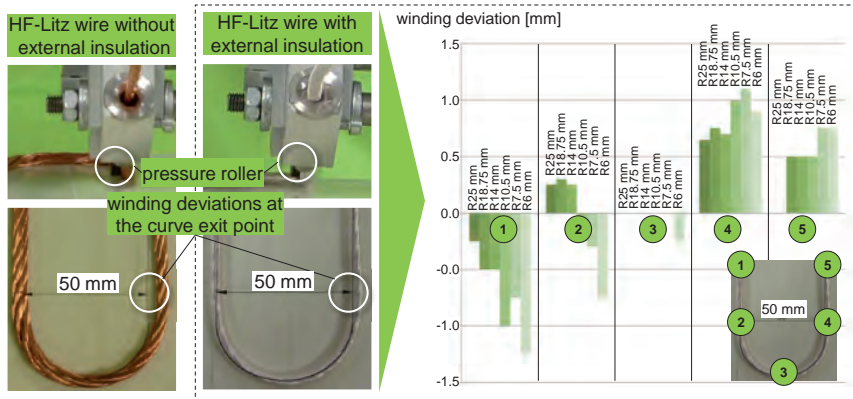 HF-Litz wire without
external insulation
HF-Litz wire with
external insulation
pressure roller
winding deviations at
the curve exit point
50 mm
50 mm
winding deviation [mm]
1.5
1.0
0.5
0.0
-0.0
-1.0
-1.5
R25 mm
R18.75 mm
R14 mm
R10.5 mm
R7.5 mm
R6 mm
1
R25 mm
R18.75 mm
R14 mm
R10.5 mm
R7.5 mm
R6 mm
2
R25 mm
R18.75 mm
R14 mm
R10.5 mm
R7.5 mm
R6 mm
3
R25 mm
R18.75 mm
R14 mm
R10.5 mm
R7.5 mm
R6 mm
4
R25 mm
R18.75 mm
R14 mm
R10.5 mm
R7.5 mm
R6 mm
5
1
5
50 mm
2
4
3